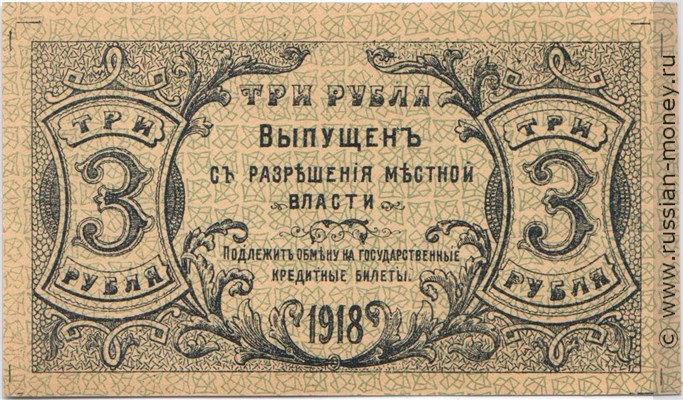 ТРИ РУБЛЯ
ТРИ
3
РУБЛЯ
ВЫПУЩЕНЪ
СЪ РАЗРѢШЕНІЯ МѢСТНОЙ
ВЛАСТИ
ПОДЛЕЖИТЪ ОБМѢНУ НА ГОСУДАРСТВЕННЫЕ
КРЕДИТНЫЕ БИЛЕТЫ.
1918
ТРИ
3
РУБЛЯ
© www.russian-money.ru